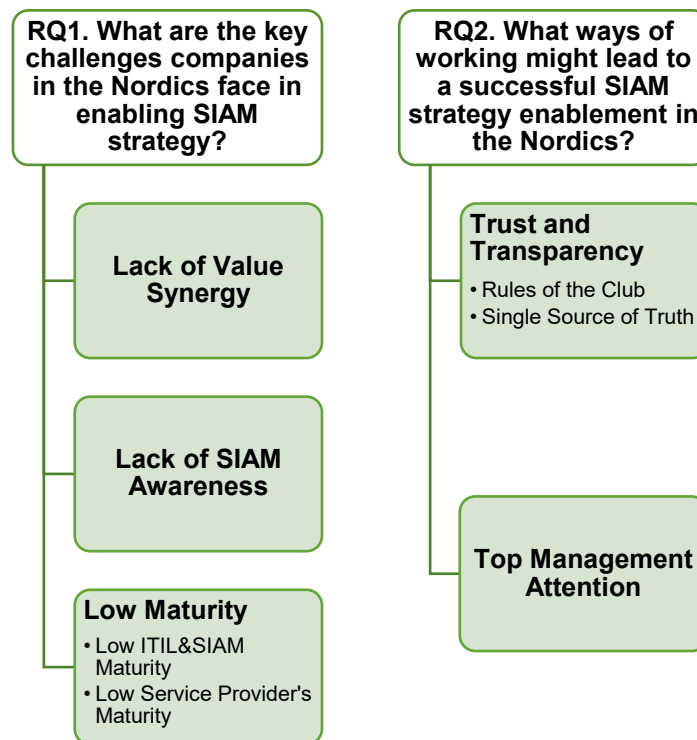 RQ1. What are the key
challenges companies
in the Nordics face in
enabling SIAM
strategy?
Lack of Value
Synergy
Lack of SIAM
Awareness
Low Maturity
• Low ITIL&SIAM
Maturity
• Low Service Provider's
Maturity
RQ2. What ways of
working might lead to
a successful SIAM
strategy enablement in
the Nordics?
Trust and
Transparency
• Rules of the Club
• Single Source of Truth
Top Management
Attention